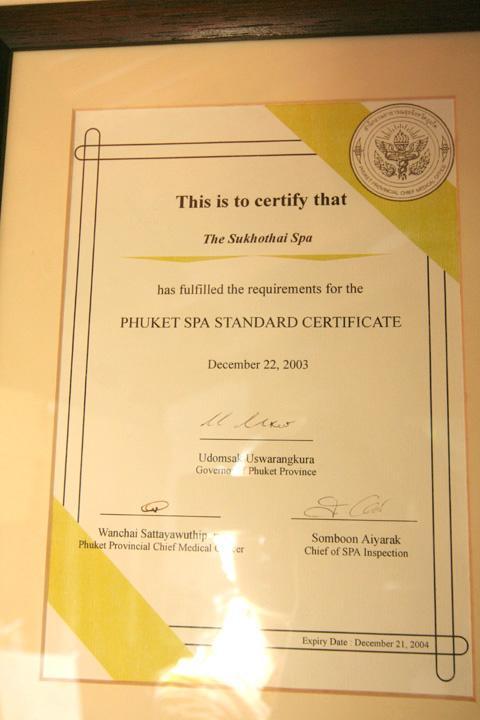 This is to certify that
The Sukhothai Spa
has fulfilled the requirements for the
PHUKET SPA STANDARD CERTIFICATE
December 22, 2003
Udomsak Uswarangkura
Governor of Phuket Province
Wanchai Sattayawuthip
Phuket Provincial Chief Medical
Somboon Aiyarak
Chief of SPA Inspection
Expiry Date : December 21, 2004